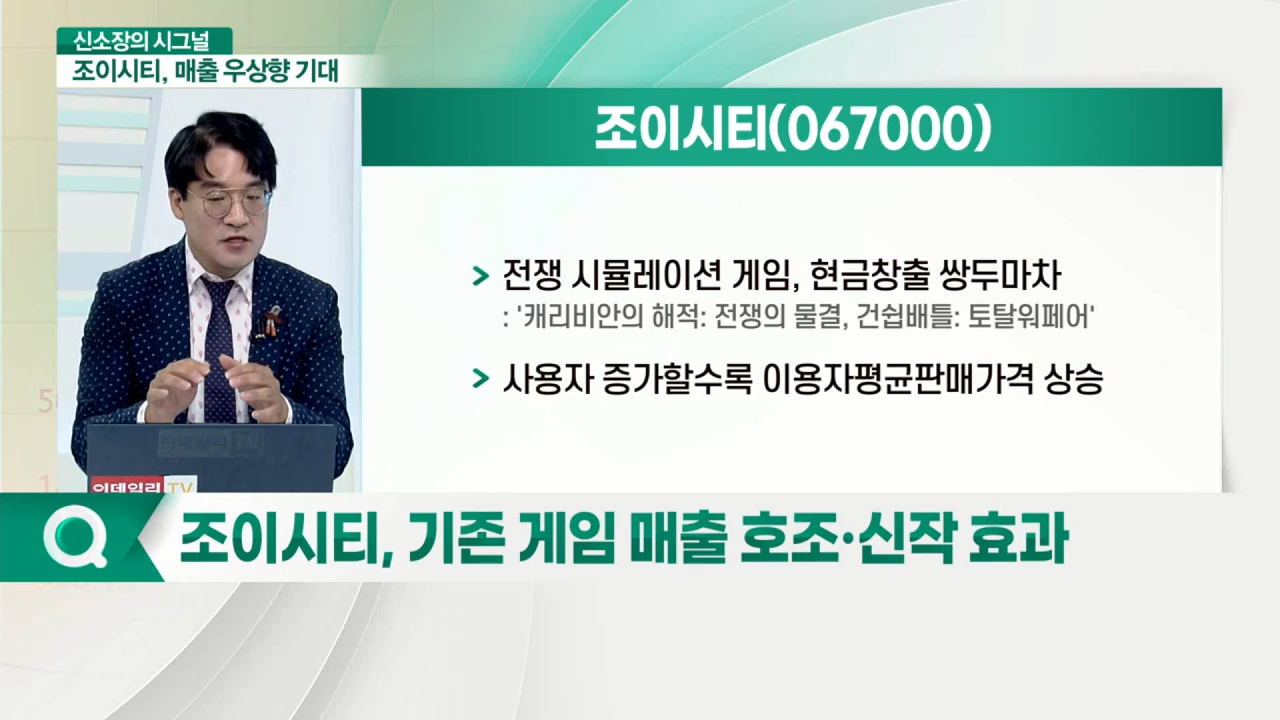 신소장의 시그널
조이시티, 매출 우상향 기대
조이시티(067000)
> 전쟁 시뮬레이션 게임, 현금창출 쌍두마차
: '캐리비안의 해적: 전쟁의 물결, 건쉽배틀: 토탈워페어'
> 사용자 증가할수록 이용자평균판매가격 상승
이데일리 TV
조이시티, 기존 게임 매출 호조·신작 효과